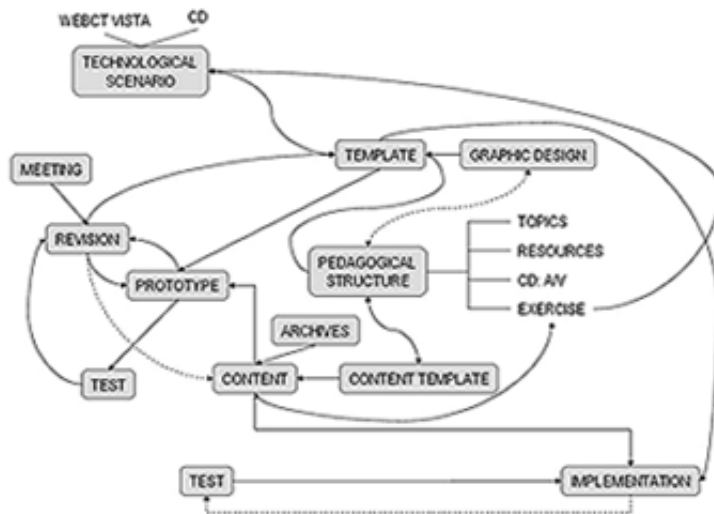 WEBCT VISTA
CD
TECHNOLOGICAL
SCENARIO
TEMPLATE
GRAPHIC DESIGN
MEETING
REVISION
TOPICS
RESOURCES
CD: A/V
EXERCISE
PEDAGOGICAL
STRUCTURE
PROTOTYPE
ARCHIVES
TEST
CONTENT
CONTENT TEMPLATE
TEST
IMPLEMENTATION